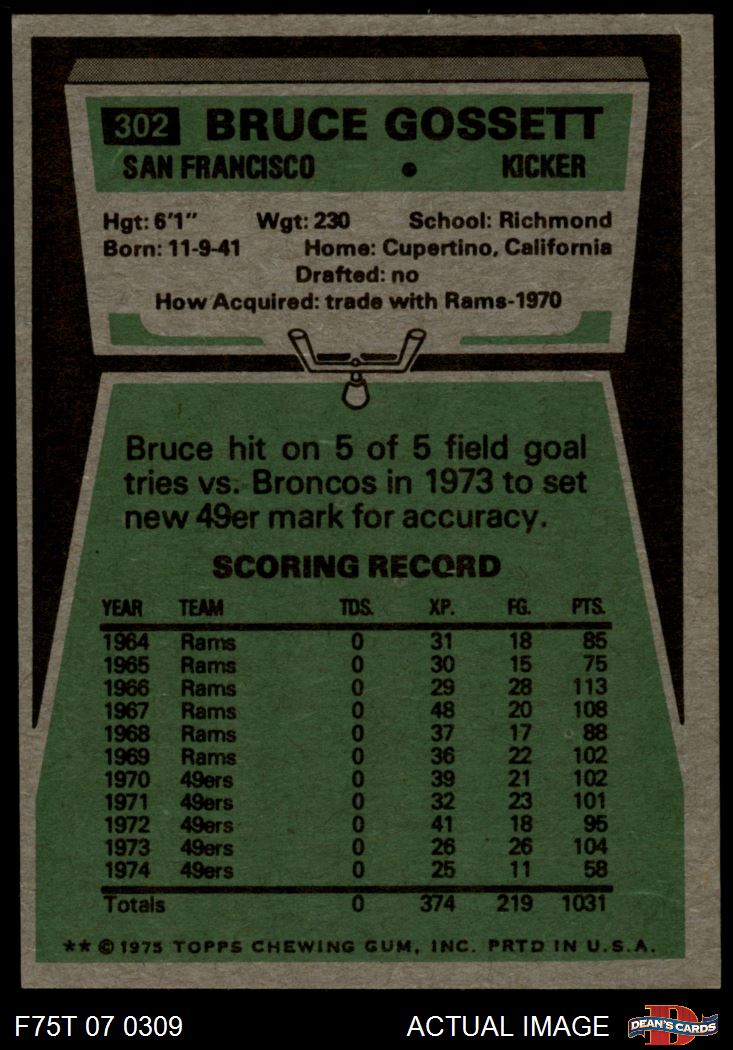 302 BRUCE GOSSETT
SAN FRANCISCO • KICKER
Hgt: 6'1" Wgt: 230 School: Richmond
Born: 11-9-41 Home: Cupertino, California
Drafted: no
How Acquired: trade with Rams-1970
Bruce hit on 5 of 5 field goal
tries vs. Broncos in 1973 to set
new 49er mark for accuracy.
SCORING RECORD
YEAR TEAM TDS. XP. FG. PTS.
1964 Rams 0 31 18 85
1965 Rams 0 30 15 75
1966 Rams 0 29 28 113
1967 Rams 0 48 20 108
1968 Rams 0 37 17 88
1969 Rams 0 36 22 102
1970 49ers 0 39 21 102
1971 49ers 0 32 23 101
1972 49ers 0 41 18 95
1973 49ers 0 26 26 104
1974 49ers 0 25 11 58
Totals 0 374 219 1031
** © 1975 TOPPS CHEWING GUM, INC. PRTD IN U.S.A.
F75T 07 0309 ACTUAL IMAGE D DEAN'S CARDS